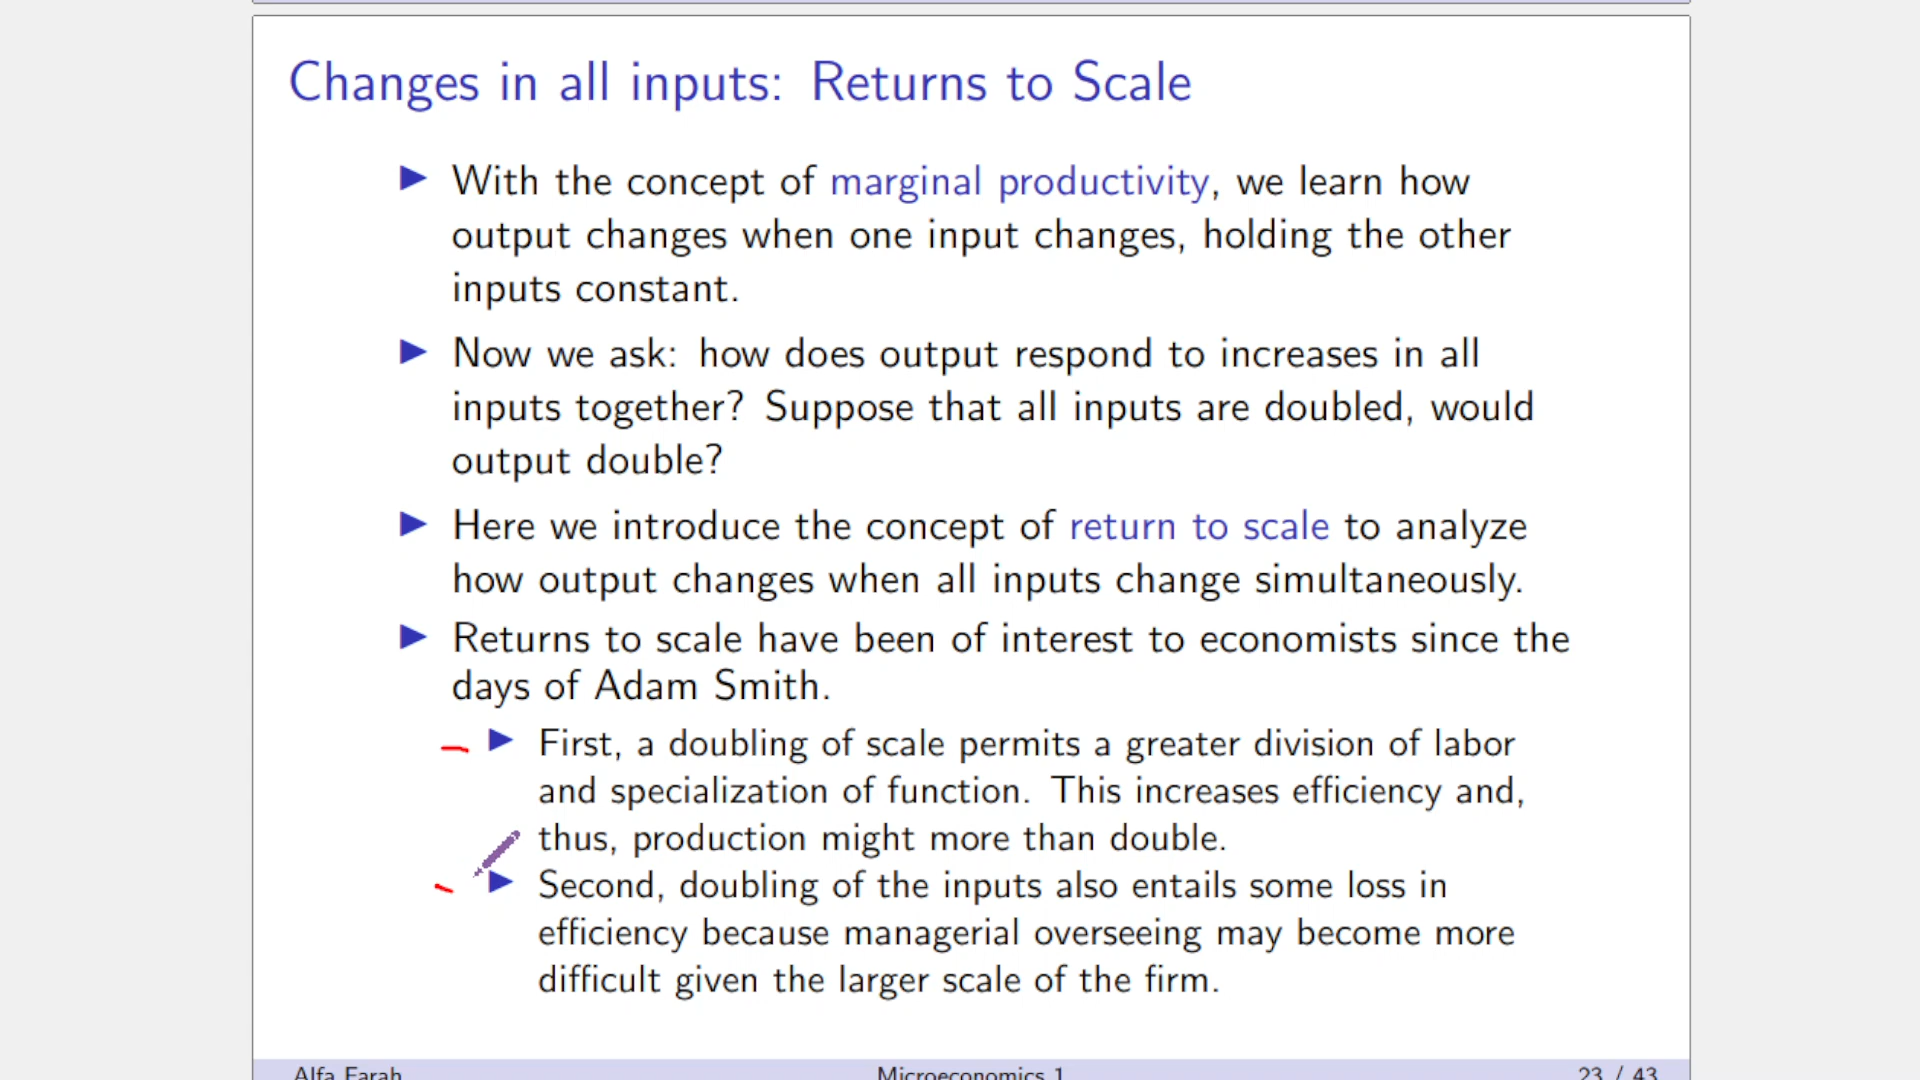 Changes in all inputs: Returns to Scale
With the concept of marginal productivity, we learn how
output changes when one input changes, holding the other
inputs constant.
Now we ask: how does output respond to increases in all
inputs together? Suppose that all inputs are doubled, would
output double?
Here we introduce the concept of return to scale to analyze
how output changes when all inputs change simultaneously.
Returns to scale have been of interest to economists since the
days of Adam Smith.
First, a doubling of scale permits a greater division of labor
and specialization of function. This increases efficiency and,
thus, production might more than double.
Second, doubling of the inputs also entails some loss in
efficiency because managerial overseeing may become more
difficult given the larger scale of the firm.
Alfa Farah Microeconomics 1 23 / 43